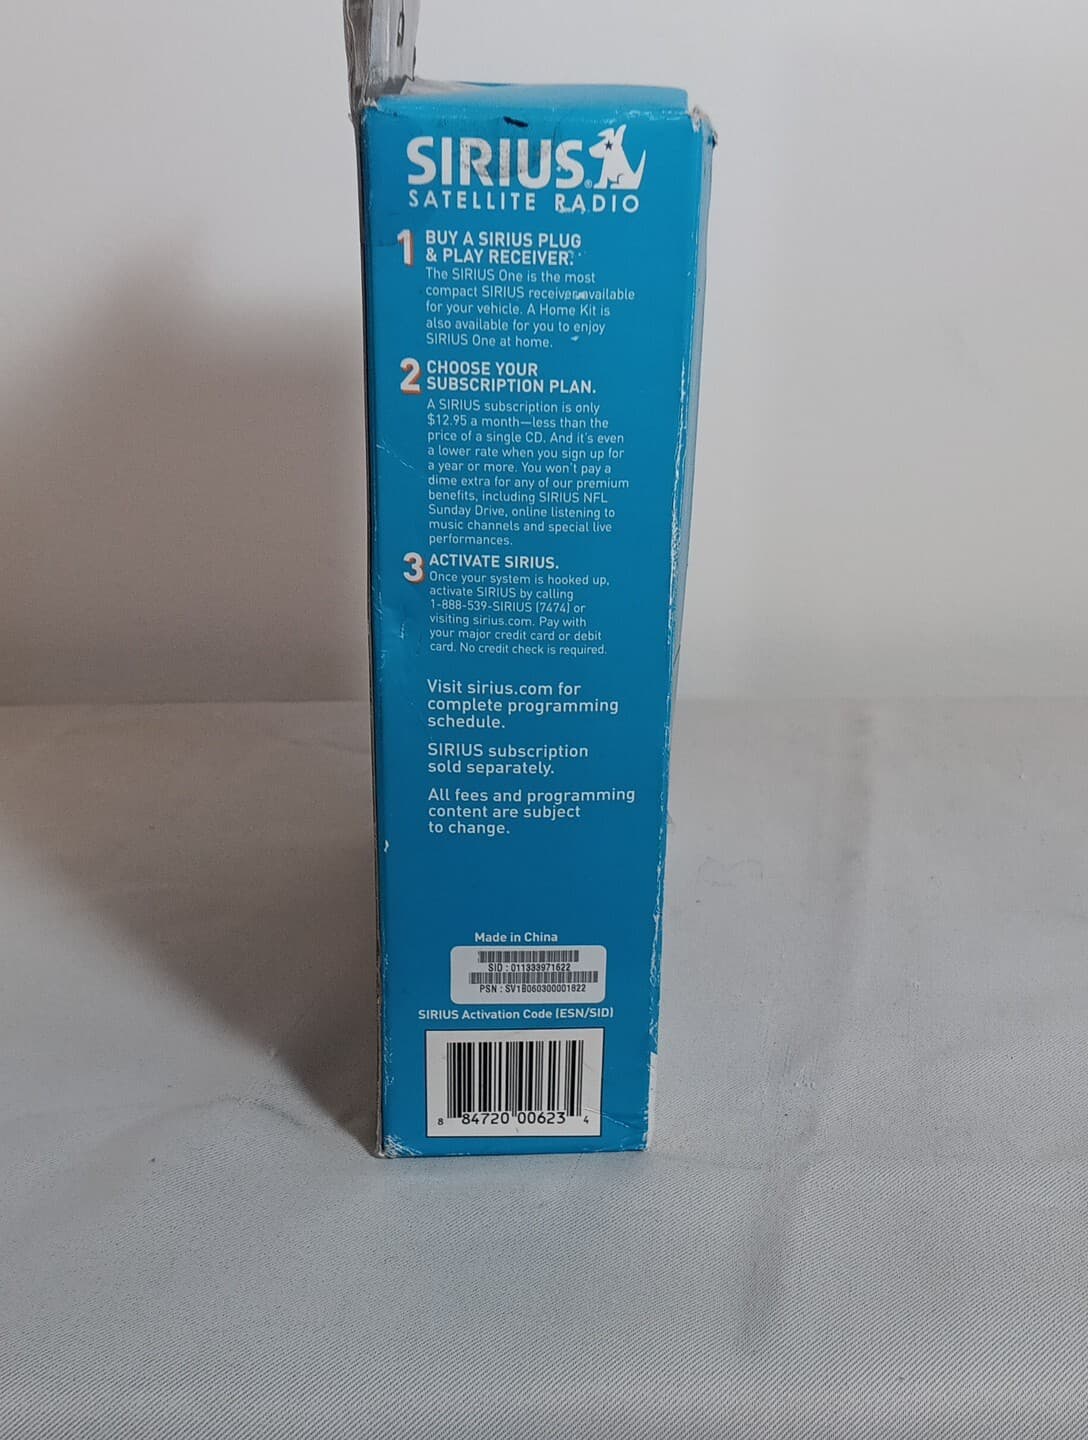 SIRIUS
SATELLITE RADIO
1 BUY A SIRIUS PLUG
& PLAY RECEIVER.
The SIRIUS One is the most
compact SIRIUS receiver available
for your vehicle. A Home Kit is
also available for you to enjoy
SIRIUS One at home.
2 CHOOSE YOUR
SUBSCRIPTION PLAN.
A SIRIUS subscription is only
$12.95 a month—less than the
price of a single CD. And it's even
a lower rate when you sign up for
a year or more. You won't pay a
dime extra for any of our premium
benefits, including SIRIUS NFL
Sunday Drive, online listening to
music channels and special live
performances.
3 ACTIVATE SIRIUS.
Once your system is hooked up,
activate SIRIUS by calling
1-888-539-SIRIUS (7474) or
visiting sirius.com. Pay with
your major credit card or debit
card. No credit check is required.
Visit sirius.com for
complete programming
schedule.
SIRIUS subscription
sold separately.
All fees and programming
content are subject
to change.
Made in China
SID : 011333971622
PSN : SV1B060300001622
SIRIUS Activation Code (ESN/SID)
8 84720 00623 4